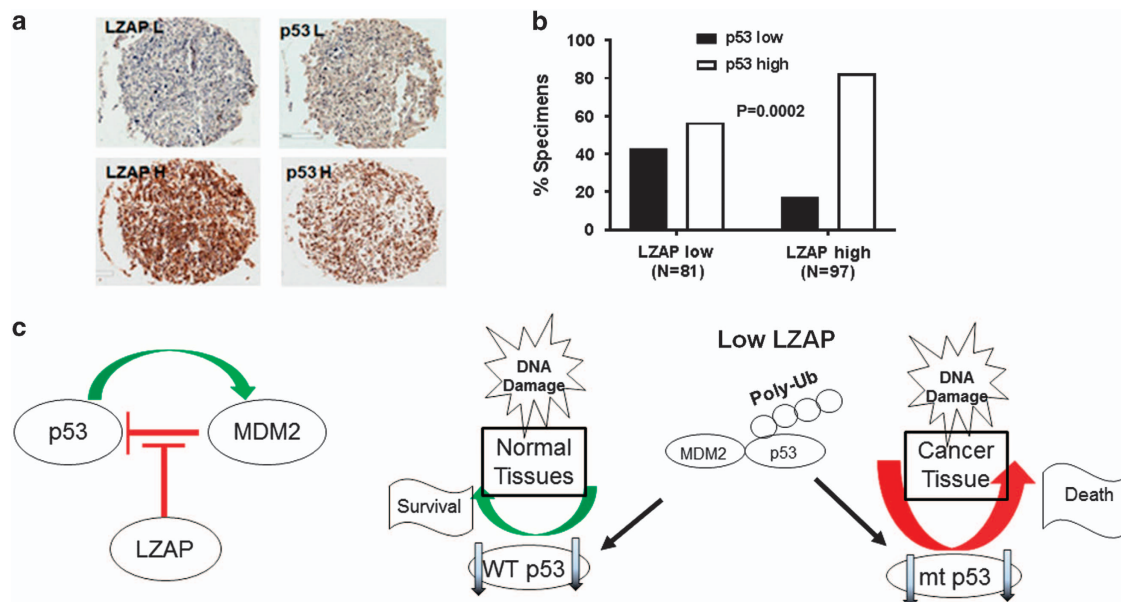 a
LZAP L
p53 L
LZAP H
p53 H
b
100
80
60
40
20
0
% Specimens
p53 low
p53 high
P=0.0002
LZAP low
(N=81)
LZAP high
(N=97)
c
p53
MDM2
LZAP
DNA
Damage
Normal
Tissues
Survival
WT p53
Low LZAP
Poly-Ub
MDM2
p53
DNA
Damage
Cancer
Tissue
Death
mt p53